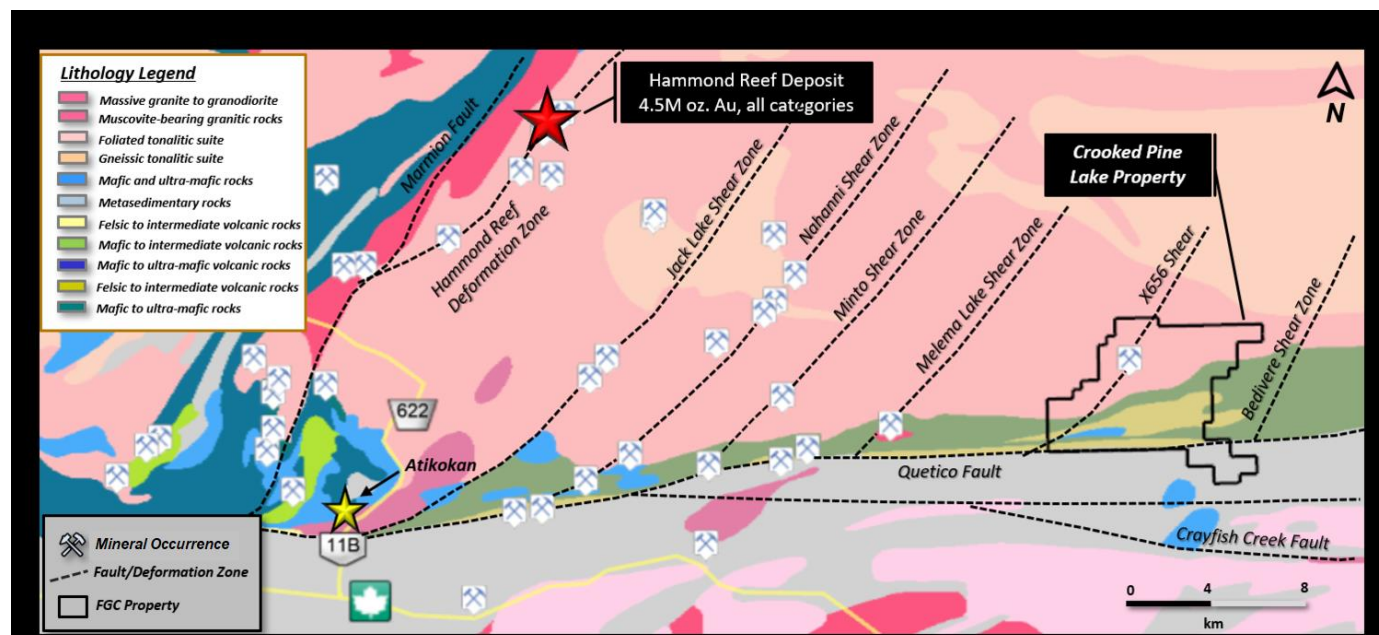 Lithology Legend
Massive granite to granodiorite
Muscovite-bearing granitic rocks
Foliated tonalitic suite
Gneissic tonalitic suite
Mafic and ultra-mafic rocks
Metasedimentary rocks
Felsic to intermediate volcanic rocks
Mafic to intermediate volcanic rocks
Mafic to ultra-mafic volcanic rocks
Felsic to intermediate volcanic rocks
Mafic to ultra-mafic rocks
Marmion Fault
Hammond Reef Deposit
4.5M oz. Au, all categories
N
Crooked Pine
Lake Property
Hammond Reef
Deformation Zone
Jack Lake Shear Zone
Nahanni Shear Zone
Minto Shear Zone
Melema Lake Shear Zone
X656 Shear
Bedivere Shear Zone
622
Atikokan
Quetico Fault
11B
Crayfish Creek Fault
Mineral Occurrence
Fault/Deformation Zone
FGC Property
0 4 8
km